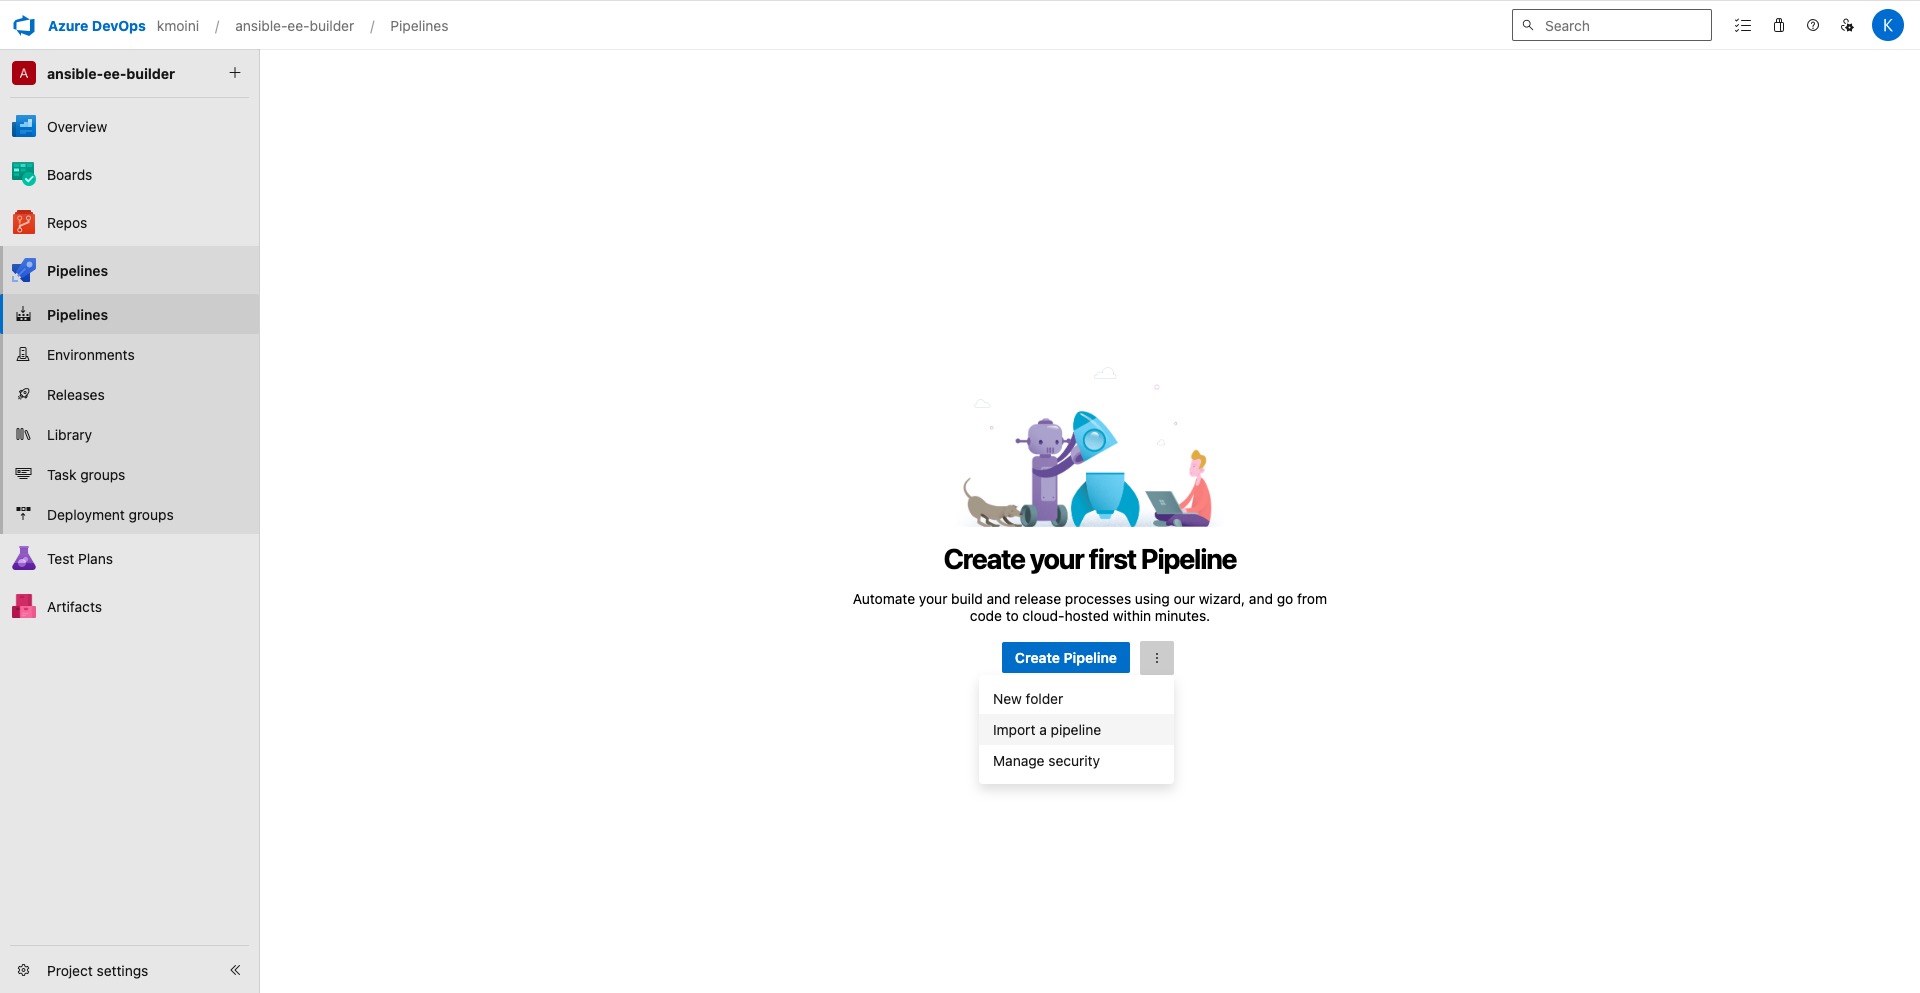 Azure DevOps kmoini / ansible-ee-builder / Pipelines Search K
A ansible-ee-builder +
Overview
Boards
Repos
Pipelines
Pipelines
Environments
Releases
Library
Task groups
Deployment groups
Test Plans
Artifacts
Create your first Pipeline
Automate your build and release processes using our wizard, and go from
code to cloud-hosted within minutes.
Create Pipeline
New folder
Import a pipeline
Manage security
Project settings